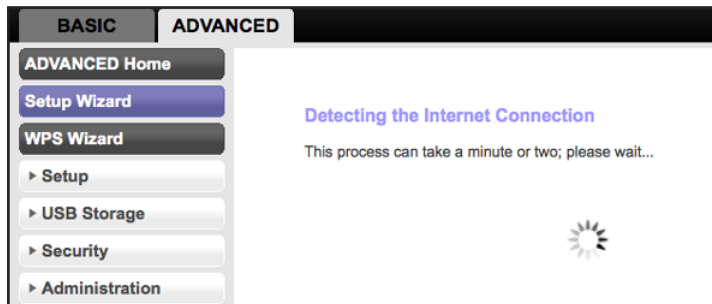 BASIC
ADVANCED
ADVANCED Home
Setup Wizard
WPS Wizard
Setup
USB Storage
Security
Administration
Detecting the Internet Connection
This process can take a minute or two; please wait...